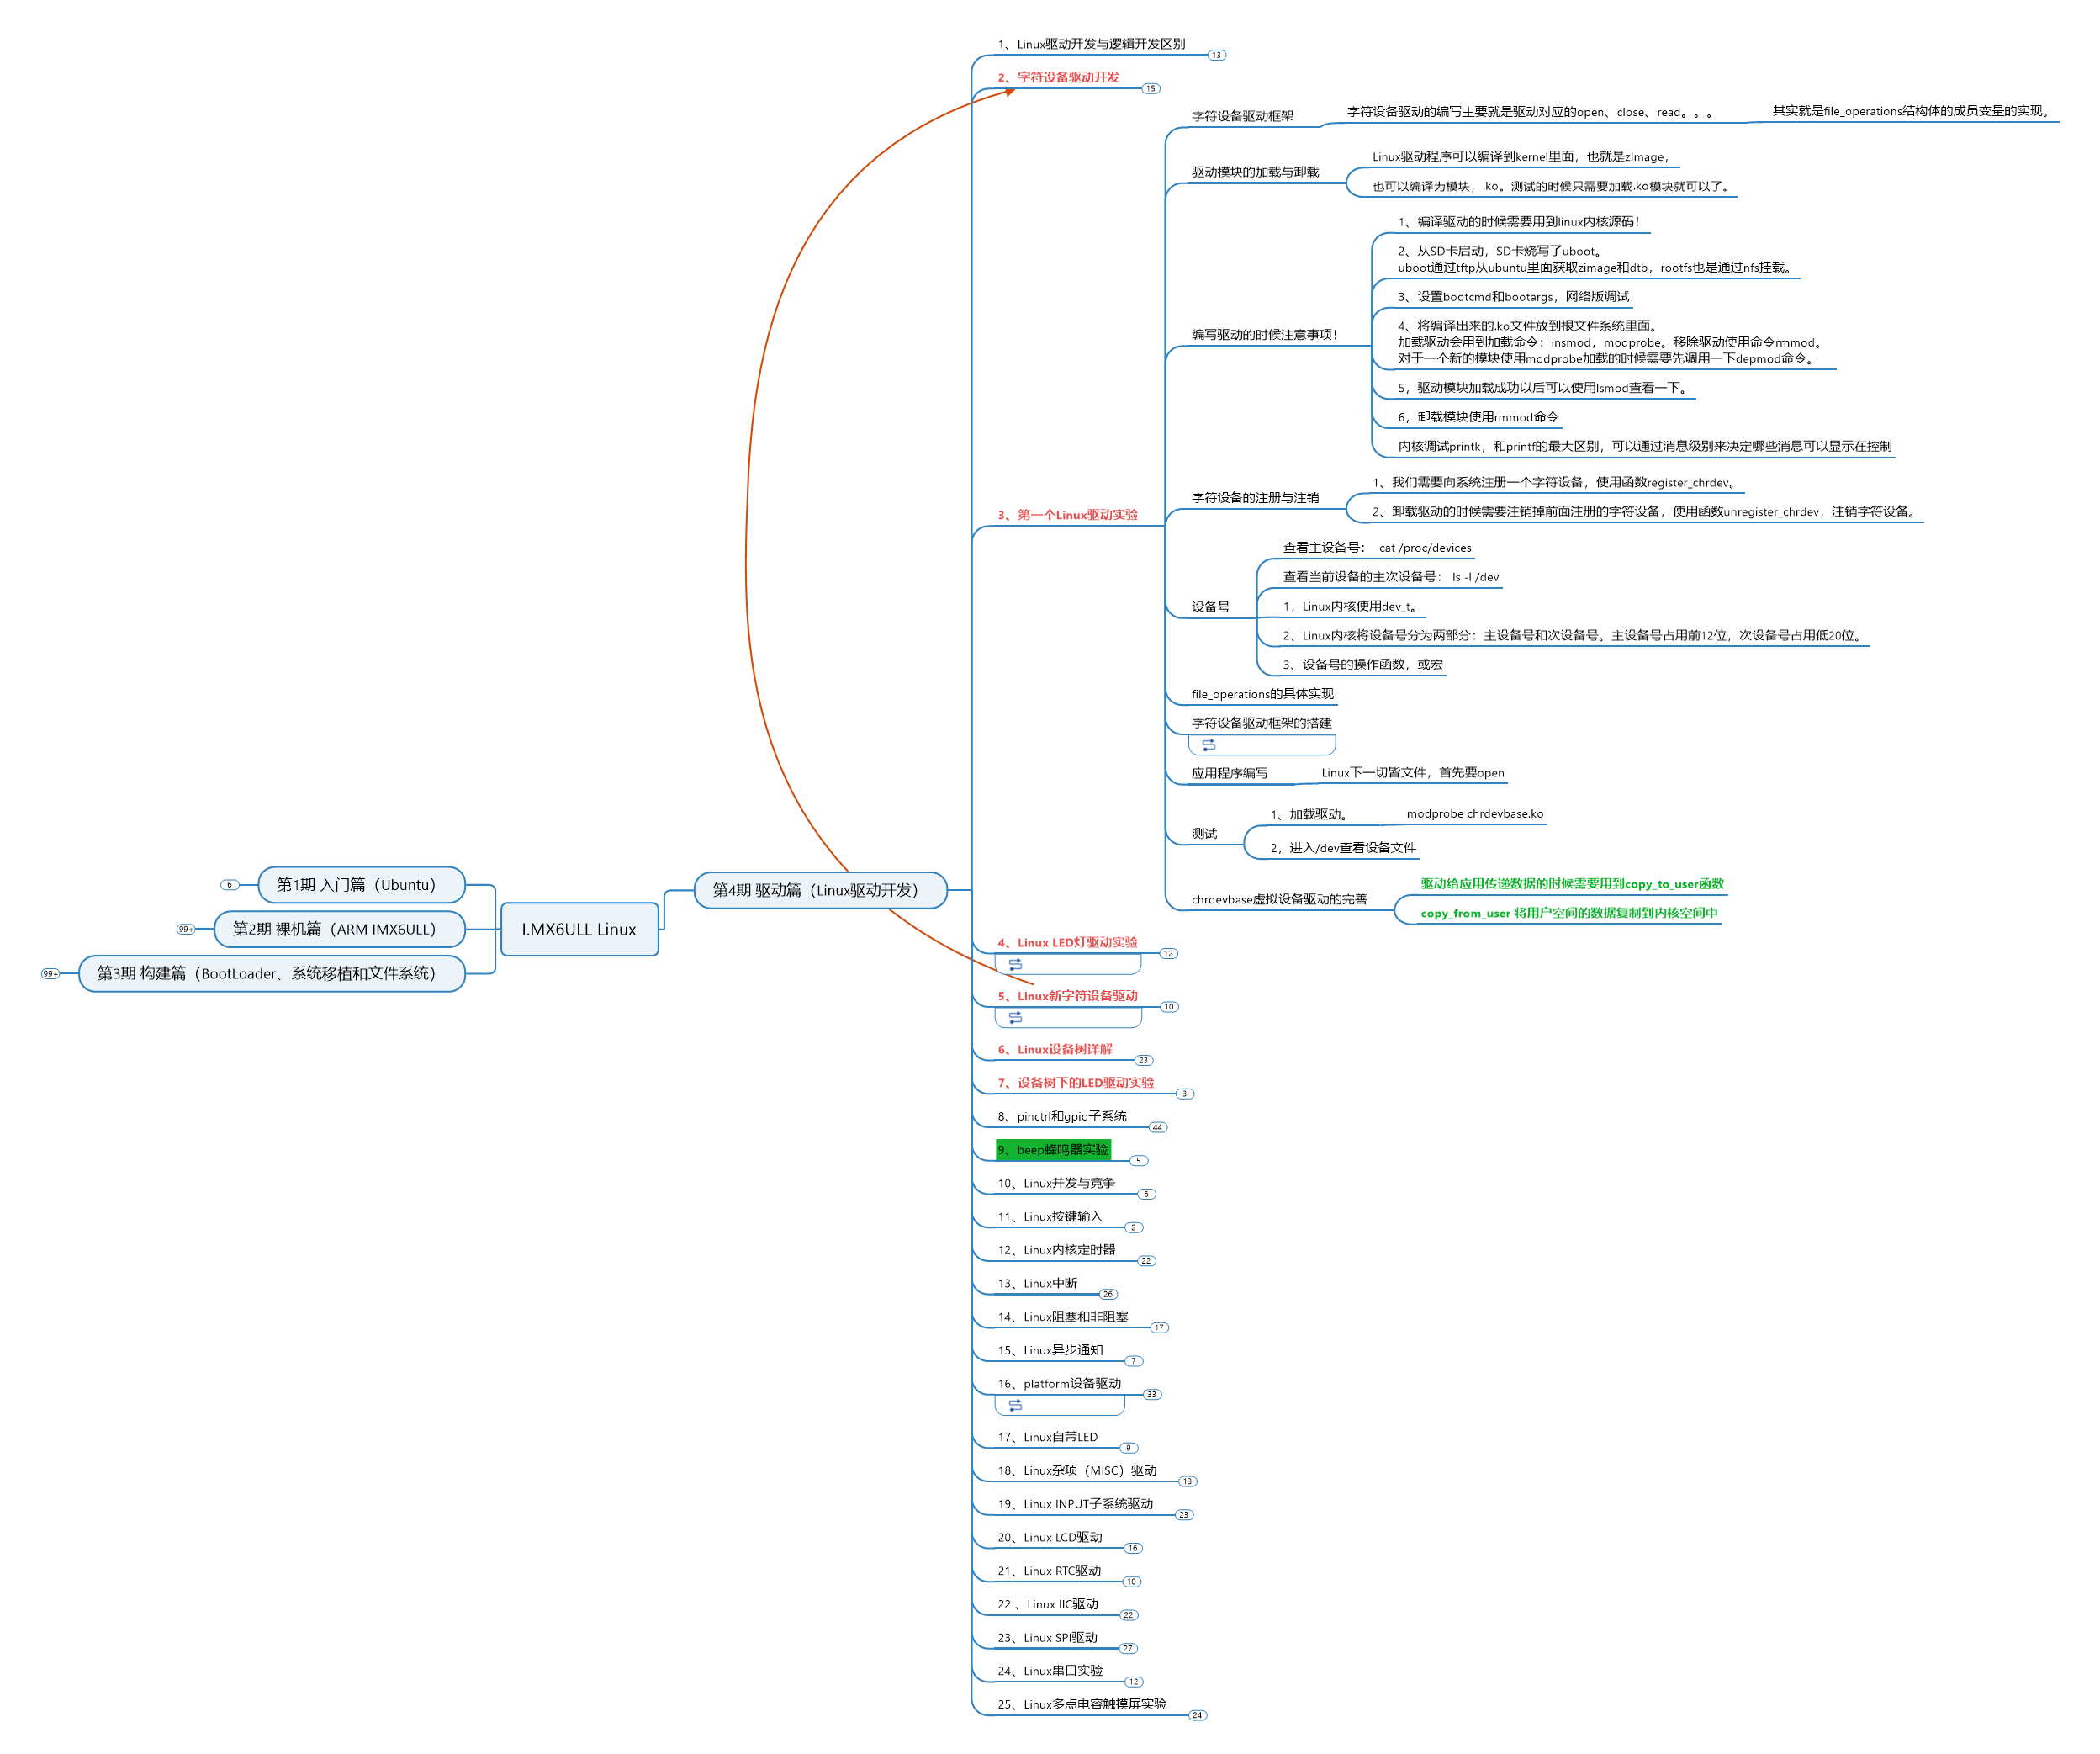 1、Linux驱动开发与逻辑开发区别
13
2、字符设备驱动开发
15
字符设备驱动框架
字符设备驱动的编写主要就是驱动对应的open、close、read。。。
其实就是file_operations结构体的成员变量的实现。
驱动模块的加载与卸载
Linux驱动程序可以编译到kernel里面，也就是zImage，
也可以编译为模块，.ko。测试的时候只需要加载.ko模块就可以了。
编写驱动的时候注意事项！
1、编译驱动的时候需要用到linux内核源码！
2、从SD卡启动，SD卡烧写了uboot。
uboot通过tftp从ubuntu里面获取zimage和dtb，rootfs也是通过nfs挂载。
3、设置bootcmd和bootargs，网络版调试
4、将编译出来的.ko文件放到根文件系统里面。
加载驱动会用到加载命令：insmod，modprobe。移除驱动使用命令rmmod。
对于一个新的模块使用modprobe加载的时候需要先调用一下depmod命令。
5，驱动模块加载成功以后可以使用lsmod查看一下。
6，卸载模块使用rmmod命令
内核调试printk，和printf的最大区别，可以通过消息级别来决定哪些消息可以显示在控制
3、第一个Linux驱动实验
字符设备的注册与注销
1、我们需要向系统注册一个字符设备，使用函数register_chrdev。
2、卸载驱动的时候需要注销掉前面注册的字符设备，使用函数unregister_chrdev，注销字符设备。
设备号
查看主设备号： cat /proc/devices
查看当前设备的主次设备号： ls -l /dev
1，Linux内核使用dev_t。
2、Linux内核将设备号分为两部分：主设备号和次设备号。主设备号占用前12位，次设备号占用低20位。
3、设备号的操作函数，或宏
file_operations的具体实现
字符设备驱动框架的搭建
应用程序编写
Linux下一切皆文件，首先要open
测试
1、加载驱动。
modprobe chrdevbase.ko
2，进入/dev查看设备文件
chrdevbase虚拟设备驱动的完善
驱动给应用传递数据的时候需要用到copy_to_user函数
copy_from_user 将用户空间的数据复制到内核空间中
第1期 入门篇（Ubuntu）
6
第2期 裸机篇（ARM IMX6ULL）
99+
第3期 构建篇（BootLoader、系统移植和文件系统）
99+
I.MX6ULL Linux
第4期 驱动篇（Linux驱动开发）
4、Linux LED灯驱动实验
12
5、Linux新字符设备驱动
10
6、Linux设备树详解
23
7、设备树下的LED驱动实验
3
8、pinctrl和gpio子系统
44
9、beep蜂鸣器实验
5
10、Linux并发与竞争
6
11、Linux按键输入
2
12、Linux内核定时器
22
13、Linux中断
26
14、Linux阻塞和非阻塞
17
15、Linux异步通知
7
16、platform设备驱动
33
17、Linux自带LED
9
18、Linux杂项（MISC）驱动
13
19、Linux INPUT子系统驱动
23
20、Linux LCD驱动
16
21、Linux RTC驱动
10
22 、Linux IIC驱动
22
23、Linux SPI驱动
27
24、Linux串口实验
12
25、Linux多点电容触摸屏实验
24